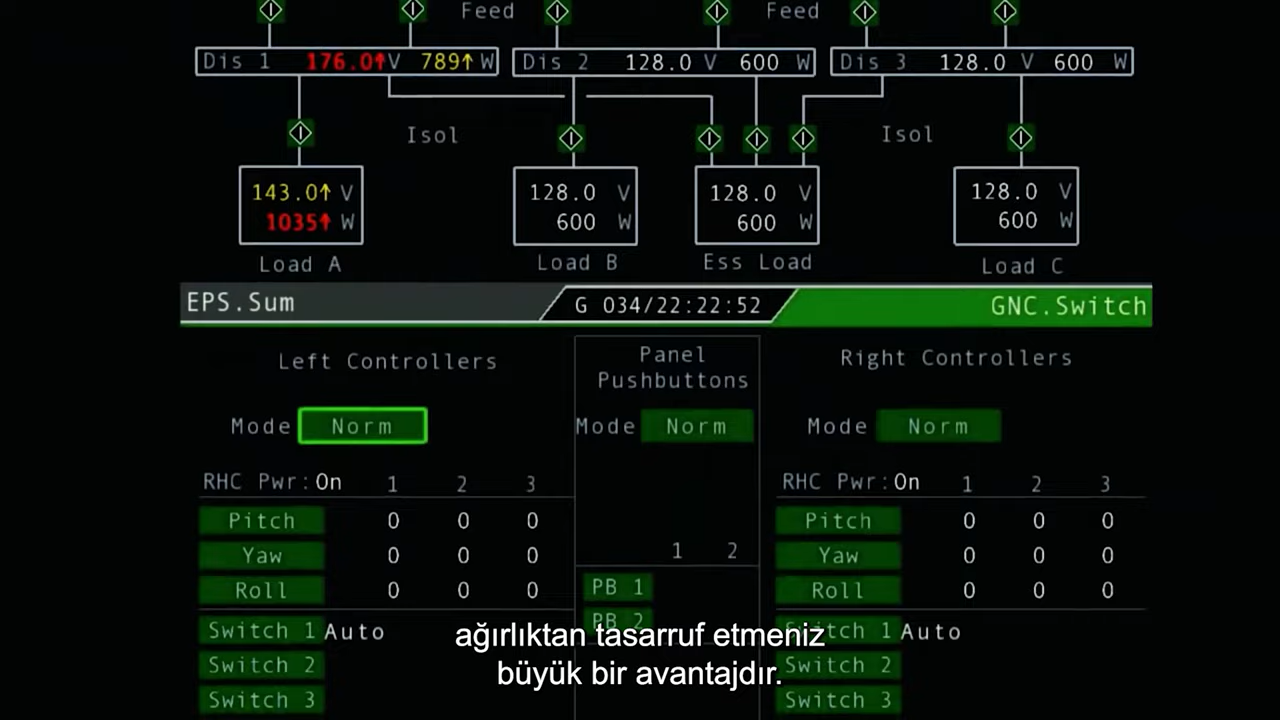 Feed Feed
Dis 1 176.0↑V 789↑ W Dis 2 128.0 V 600 W Dis 3 128.0 V 600 W
Isol Isol
143.0↑ V 128.0 V 128.0 V 128.0 V
1035↑ W 600 W 600 W 600 W
Load A Load B Ess Load Load C
EPS.Sum G 034/22:22:52 GNC.Switch
Left Controllers Panel Pushbuttons Right Controllers
Mode Norm Mode Norm Mode Norm
RHC Pwr:On 1 2 3 RHC Pwr:On 1 2 3
Pitch 0 0 0 Pitch 0 0 0
Yaw 0 0 0 1 2 Yaw 0 0 0
Roll 0 0 0 PB 1 Roll 0 0 0
Switch 1 Auto PB 2 Switch 1 Auto
Switch 2 Switch 2
Switch 3 Switch 3
ağırlıktan tasarruf etmeniz
büyük bir avantajdır.